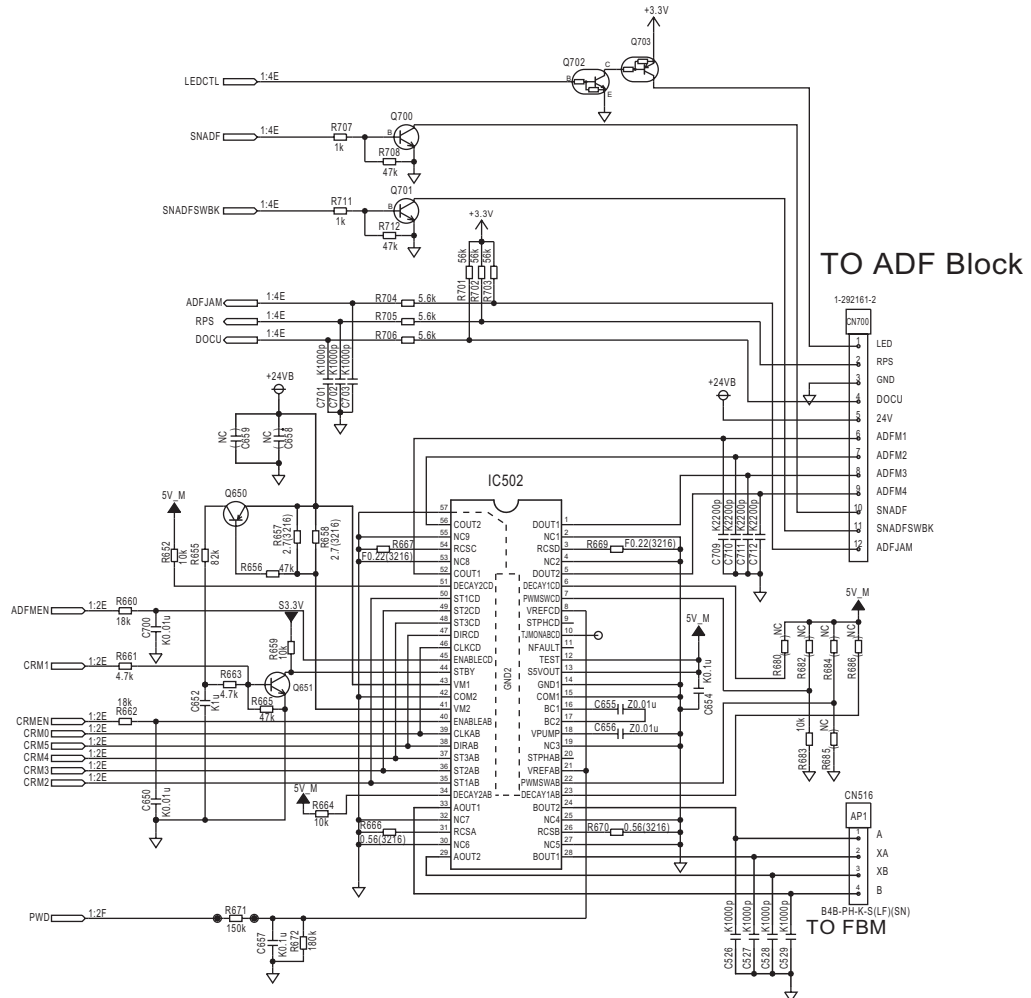 +3.3V
Q703
Q702
C
B
E
LEDCTL 1:4E
Q700
SNADF 1:4E R707 B
1k R708
47k
Q701
SNADFSWBK 1:4E R711 B
1k R712
47k
+3.3V
56k 56k 56k
R701 R702 R703
TO ADF Block
1-292161-2
CN700
ADFJAM 1:4E R704 5.6k
RPS 1:4E R705 5.6k
DOCU 1:4E R706 5.6k
K1000p K1000p K1000p
C701 C702 C703
1 LED
2 RPS
3 GND
4 DOCU
5 24V
6 ADFM1
7 ADFM2
8 ADFM3
9 ADFM4
10 SNADF
11 SNADFSWBK
12 ADFJAM
+24VB
+24VB
NC NC
C659 C658
K2200p K2200p K2200p K2200p
C709 C710 C711 C712
Q650
5V_M
R652 10k
R655 82k
R656 47k
R657 2.7(3216)
R658 2.7(3216)
IC502
GND2
57
56 COUT2
55 NC9
54 RCSC
53 NC8
52 COUT1
51 DECAY2CD
50 ST1CD
49 ST2CD
48 ST3CD
47 DIRCD
46 CLKCD
45 ENABLECD
44 STBY
43 VM1
42 COM2
41 VM2
40 ENABLEAB
39 CLKAB
38 DIRAB
37 ST3AB
36 ST2AB
35 ST1AB
34 DECAY2AB
33 AOUT1
32 NC7
31 RCSA
30 NC6
29 AOUT2
DOUT1 1
NC1 2
RCSD 3
NC2 4
DOUT2 5
DECAY1CD 6
PWMSWCD 7
VREFCD 8
STPHCD 9
TJMONABCD 10
NFAULT 11
TEST 12
S5VOUT 13
GND1 14
COM1 15
BC1 16
BC2 17
VPUMP 18
NC3 19
STPHAB 20
VREFAB 21
PWMSWAB 22
DECAY1AB 23
BOUT2 24
NC4 25
RCSB 26
NC5 27
BOUT1 28
R667
F0.22(3216)
R669 F0.22(3216)
ADFMEN 1:2E R660
18k
C700 K0.01u
S3.3V
R659 10k
CRM1 1:2E R661
4.7k
R663
4.7k
Q651
R665
47k
C652 K1u
18k
CRMEN 1:2E R662
CRM0 1:2E
CRM5 1:2E
CRM4 1:2E
CRM3 1:2E
CRM2 1:2E
C650 K0.01u
5V_M
R664
10k
R666
0.56(3216)
R670 0.56(3216)
5V_M
K0.1u
C654
C655 Z0.01u
C656 Z0.01u
5V_M
NC NC NC NC
R680 R682 R684 R686
10k NC
R683 R685
CN516
AP1
1 A
2 XA
3 XB
4 B
B4B-PH-K-S(LF)(SN)
TO FBM
K1000p K1000p K1000p K1000p
C526 C527 C528 C529
PWD 1:2F R671
150k
C657 K0.1u
R672 180k